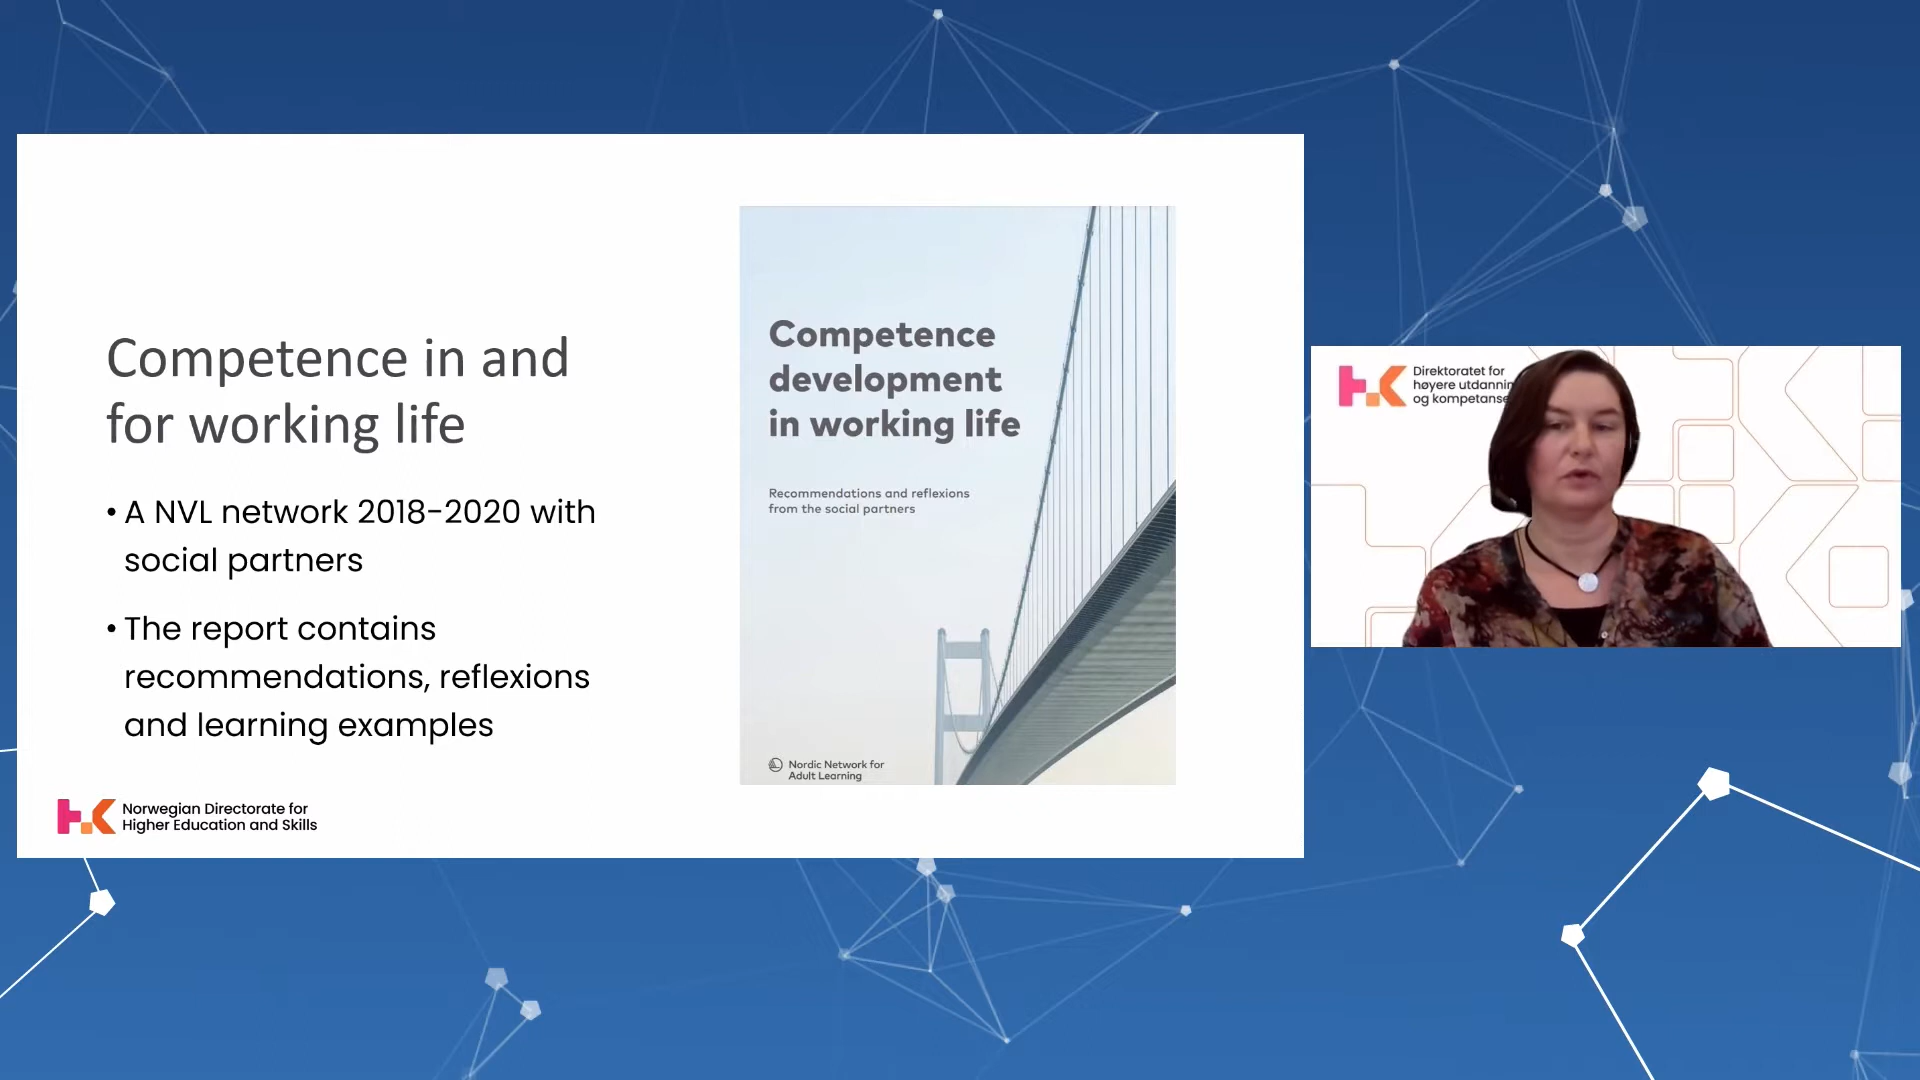 Competence in and
for working life
• A NVL network 2018-2020 with
social partners
• The report contains
recommendations, reflexions
and learning examples
Norwegian Directorate for
Higher Education and Skills
Competence
development
in working life
Recommendations and reflexions
from the social partners
Nordic Network for
Adult Learning
Direktoratet for
høyere utdannin
og kompetanse